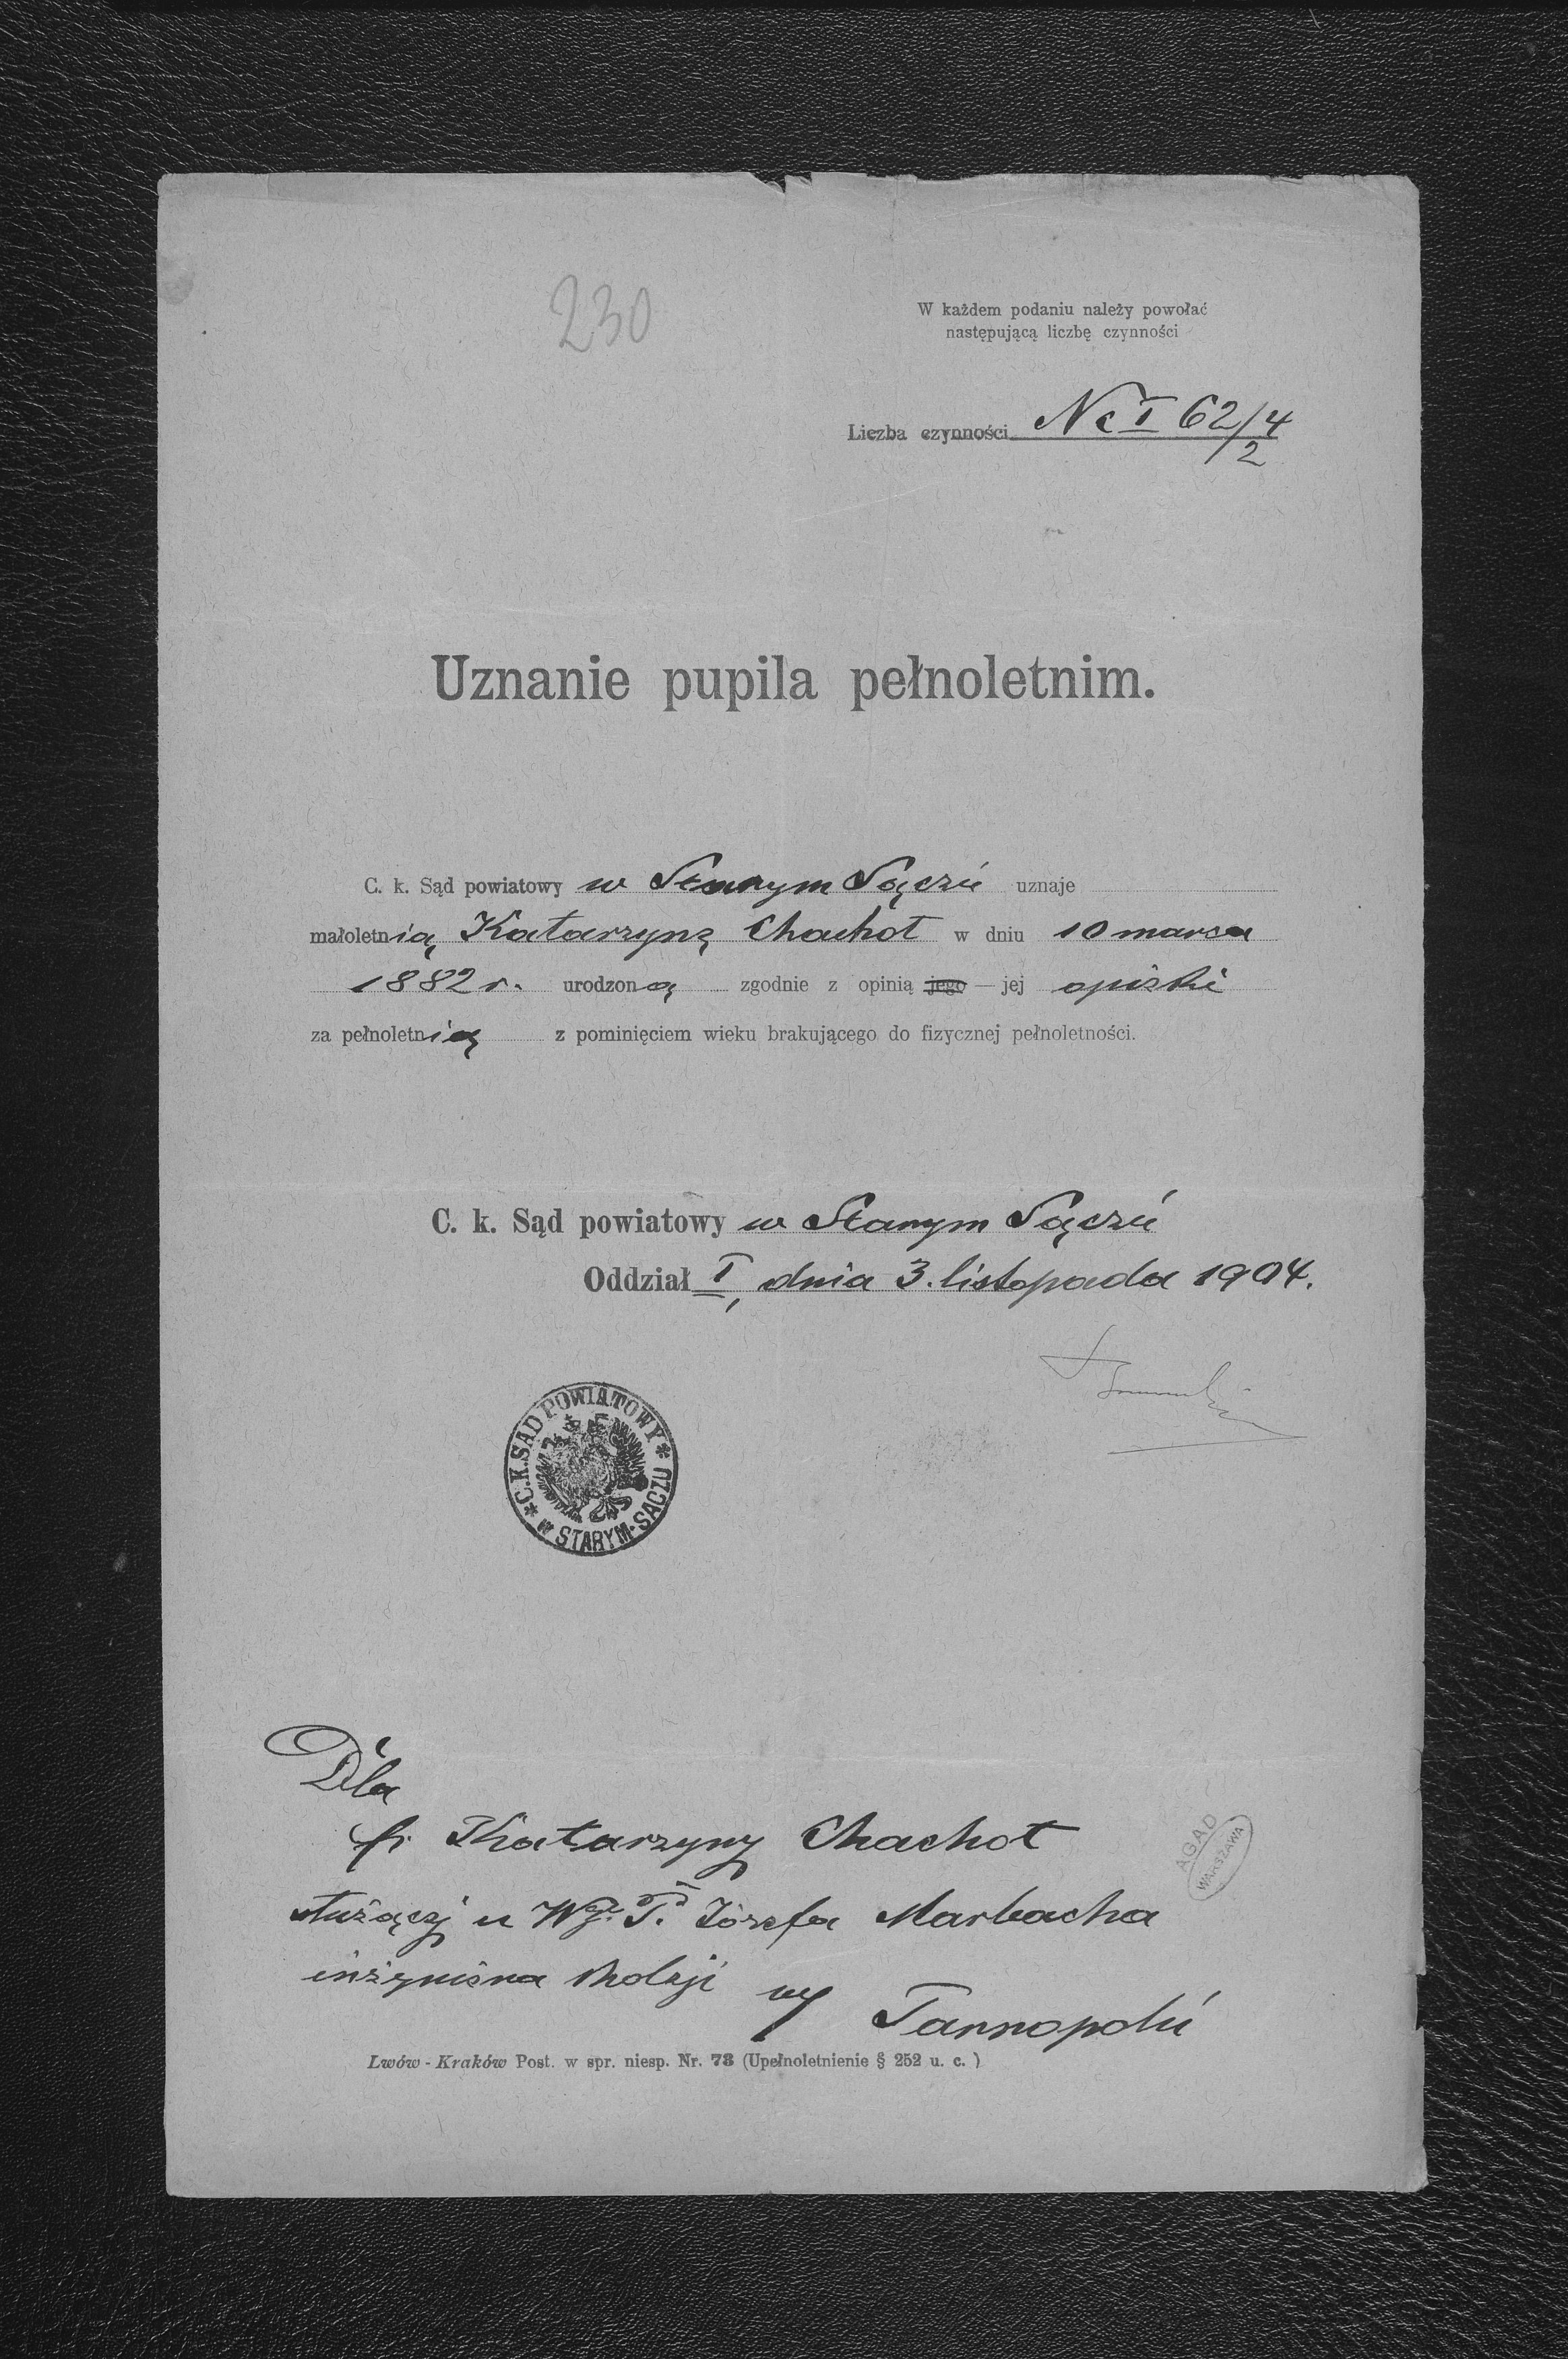 230
W każdem podaniu należy powołać
następującą liczbę czynności
Liczba czynności Nc I 62/4
2
Uznanie pupila pełnoletnim.
C. k. Sąd powiatowy w Starym Sączu uznaje
małoletnią Katarzynę Chachot w dniu 10 marca
1882 r. urodzoną zgodnie z opinią jego — jej opieki
za pełnoletnią z pominięciem wieku brakującego do fizycznej pełnoletności.
C. k. Sąd powiatowy w Starym Sączu
Oddział I, dnia 3. listopada 1904.
* C. K. SĄD POWIATOWY * w STARYM-SĄCZU
Dla
p. Katarzyny Chachot
AGAD
WARSZAWA
służącej u Wg. P. Józefa Marbacha
inżyniera koleji w Tarnopolu
Lwów - Kraków Post. w spr. niesp. Nr. 73 (Upełnoletnienie § 252 u. c. )